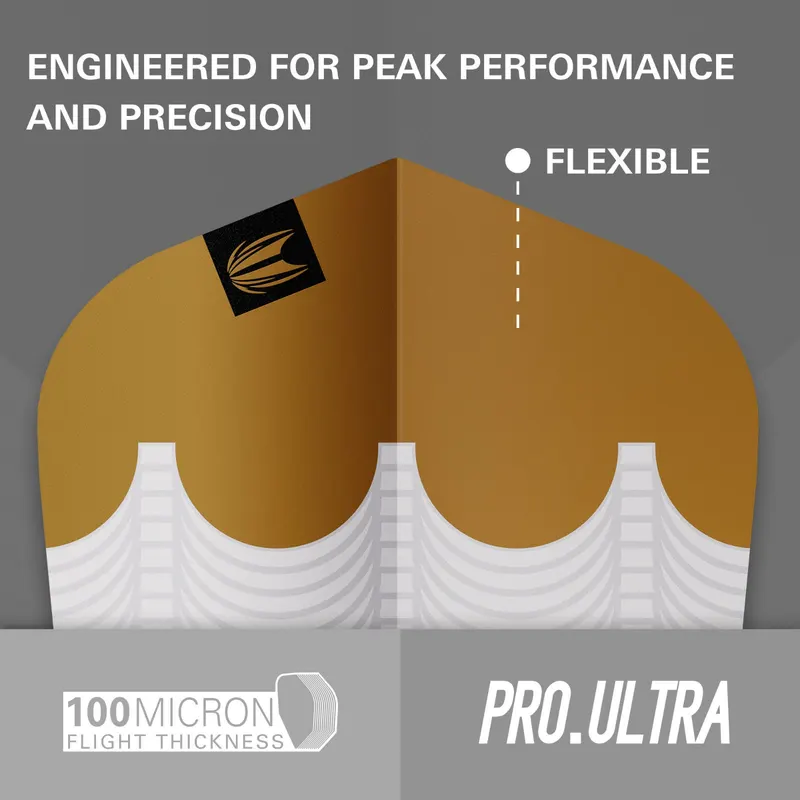 ENGINEERED FOR PEAK PERFORMANCE
AND PRECISION
FLEXIBLE
100MICRON
FLIGHT THICKNESS
PRO.ULTRA